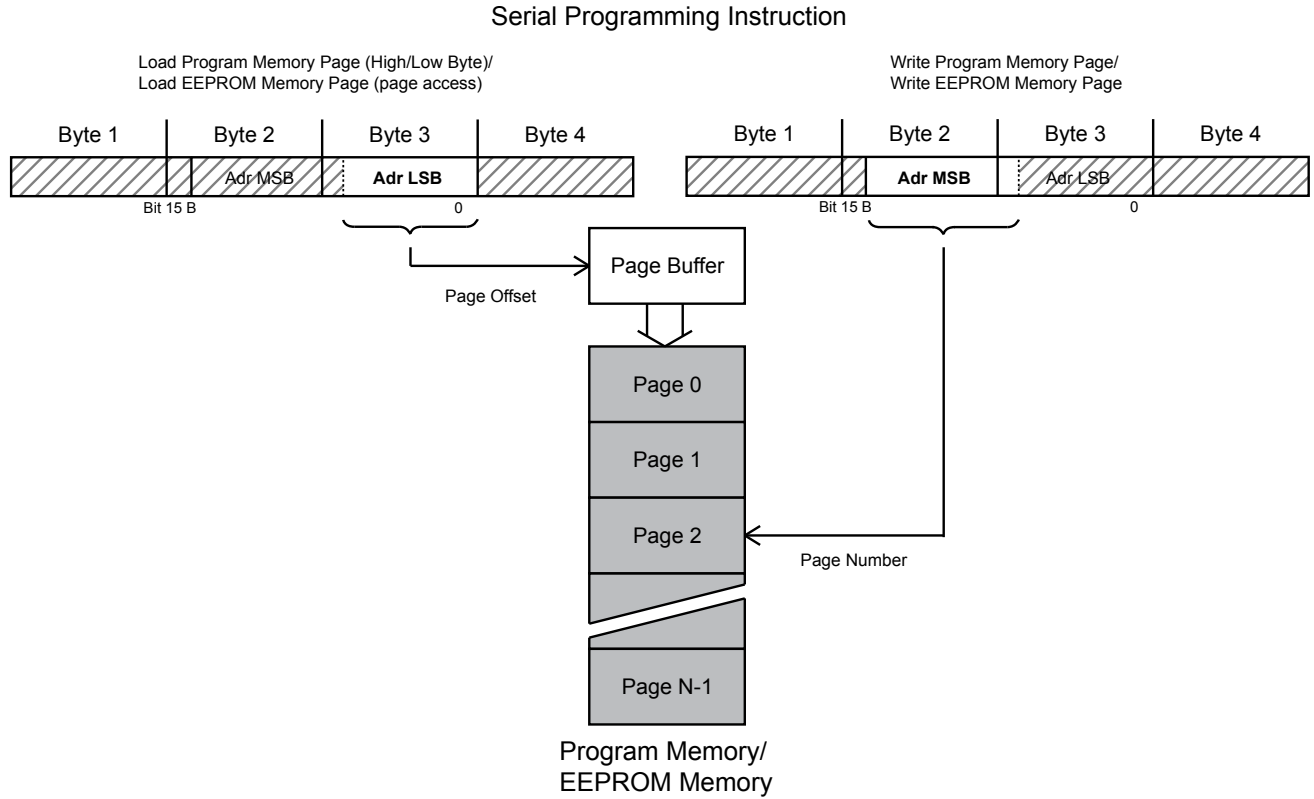 Serial Programming Instruction
Load Program Memory Page (High/Low Byte)/
Load EEPROM Memory Page (page access)
Write Program Memory Page/
Write EEPROM Memory Page
Byte 1 Byte 2 Byte 3 Byte 4
Byte 1 Byte 2 Byte 3 Byte 4
Adr MSB Adr LSB
Adr MSB Adr LSB
Bit 15 B 0
Bit 15 B 0
Page Buffer
Page Offset
Page 0
Page 1
Page 2
Page Number
Page N-1
Program Memory/
EEPROM Memory